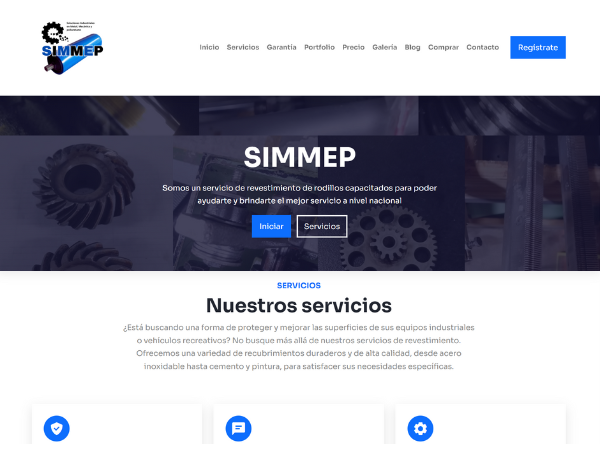 SIMMEP
Inicio Servicios Garantía Portfolio Precio Galería Blog Comprar Contacto Registrate
SIMMEP
Somos un servicio de revestimiento de rodillos capacitados para poder
ayudarte y brindarte el mejor servicio a nivel nacional
Iniciar Servicios
SERVICIOS
Nuestros servicios
¿Está buscando una forma de proteger y mejorar las superficies de sus equipos industriales
o vehículos recreativos? No busque más allá de nuestros servicios de revestimiento.
Ofrecemos una variedad de recubrimientos duraderos y de alta calidad, desde acero
inoxidable hasta cemento y pintura, para satisfacer sus necesidades específicas.